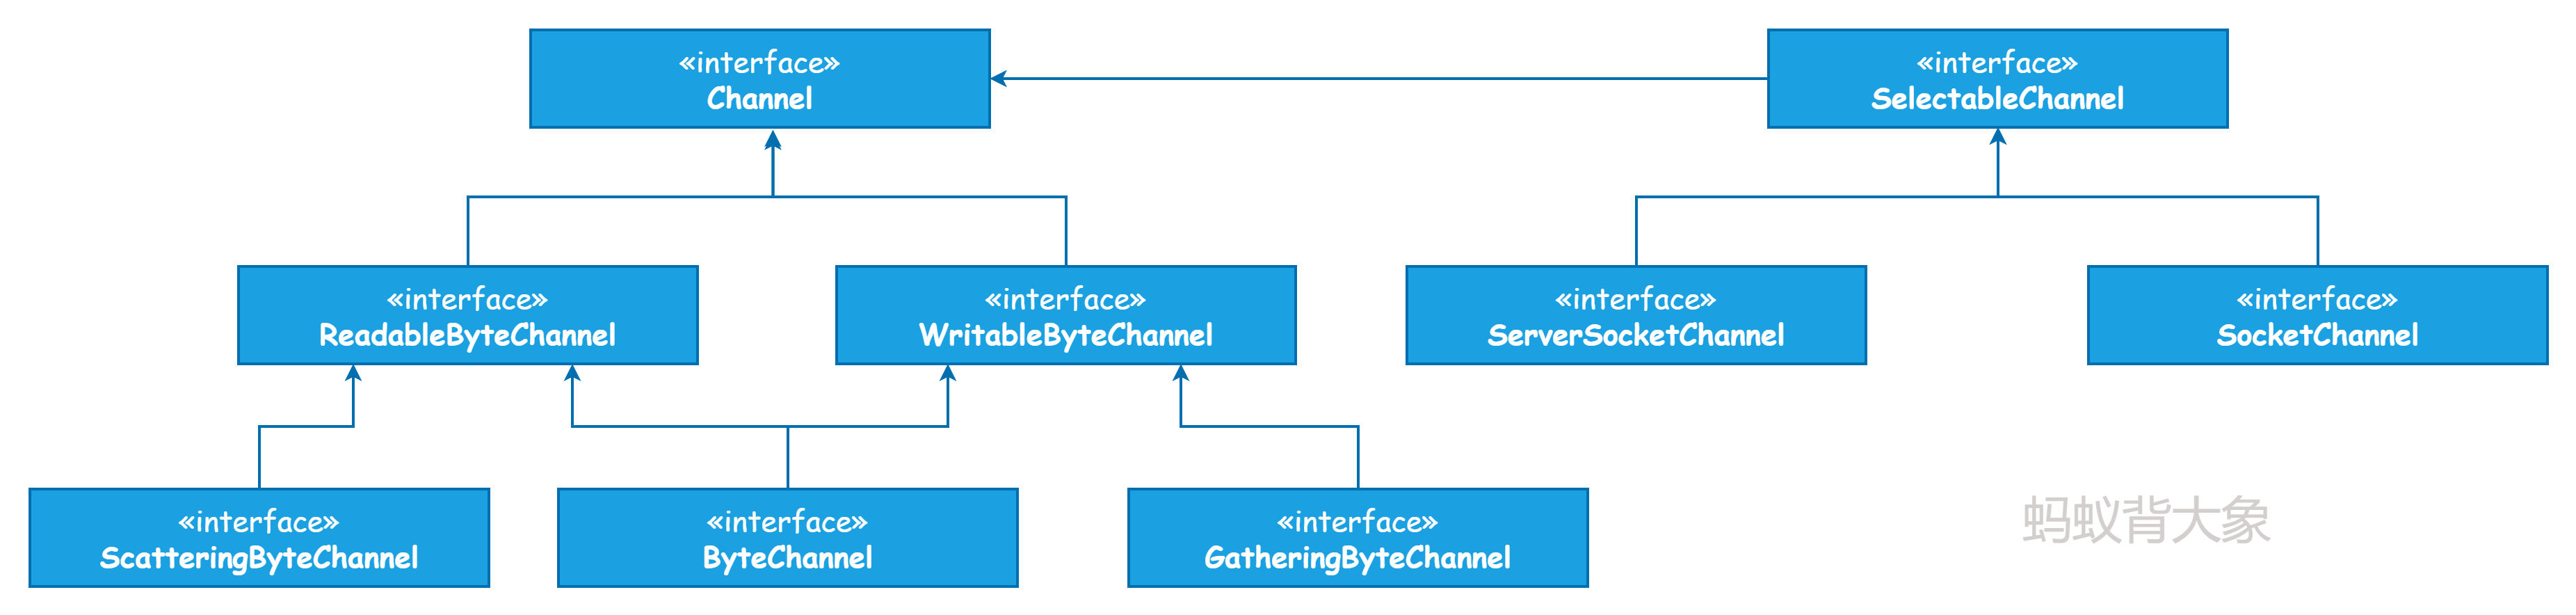 «interface»
Channel
«interface»
SelectableChannel
«interface»
ReadableByteChannel
«interface»
WritableByteChannel
«interface»
ServerSocketChannel
«interface»
SocketChannel
«interface»
ScatteringByteChannel
«interface»
ByteChannel
«interface»
GatheringByteChannel
蚂蚁背大象